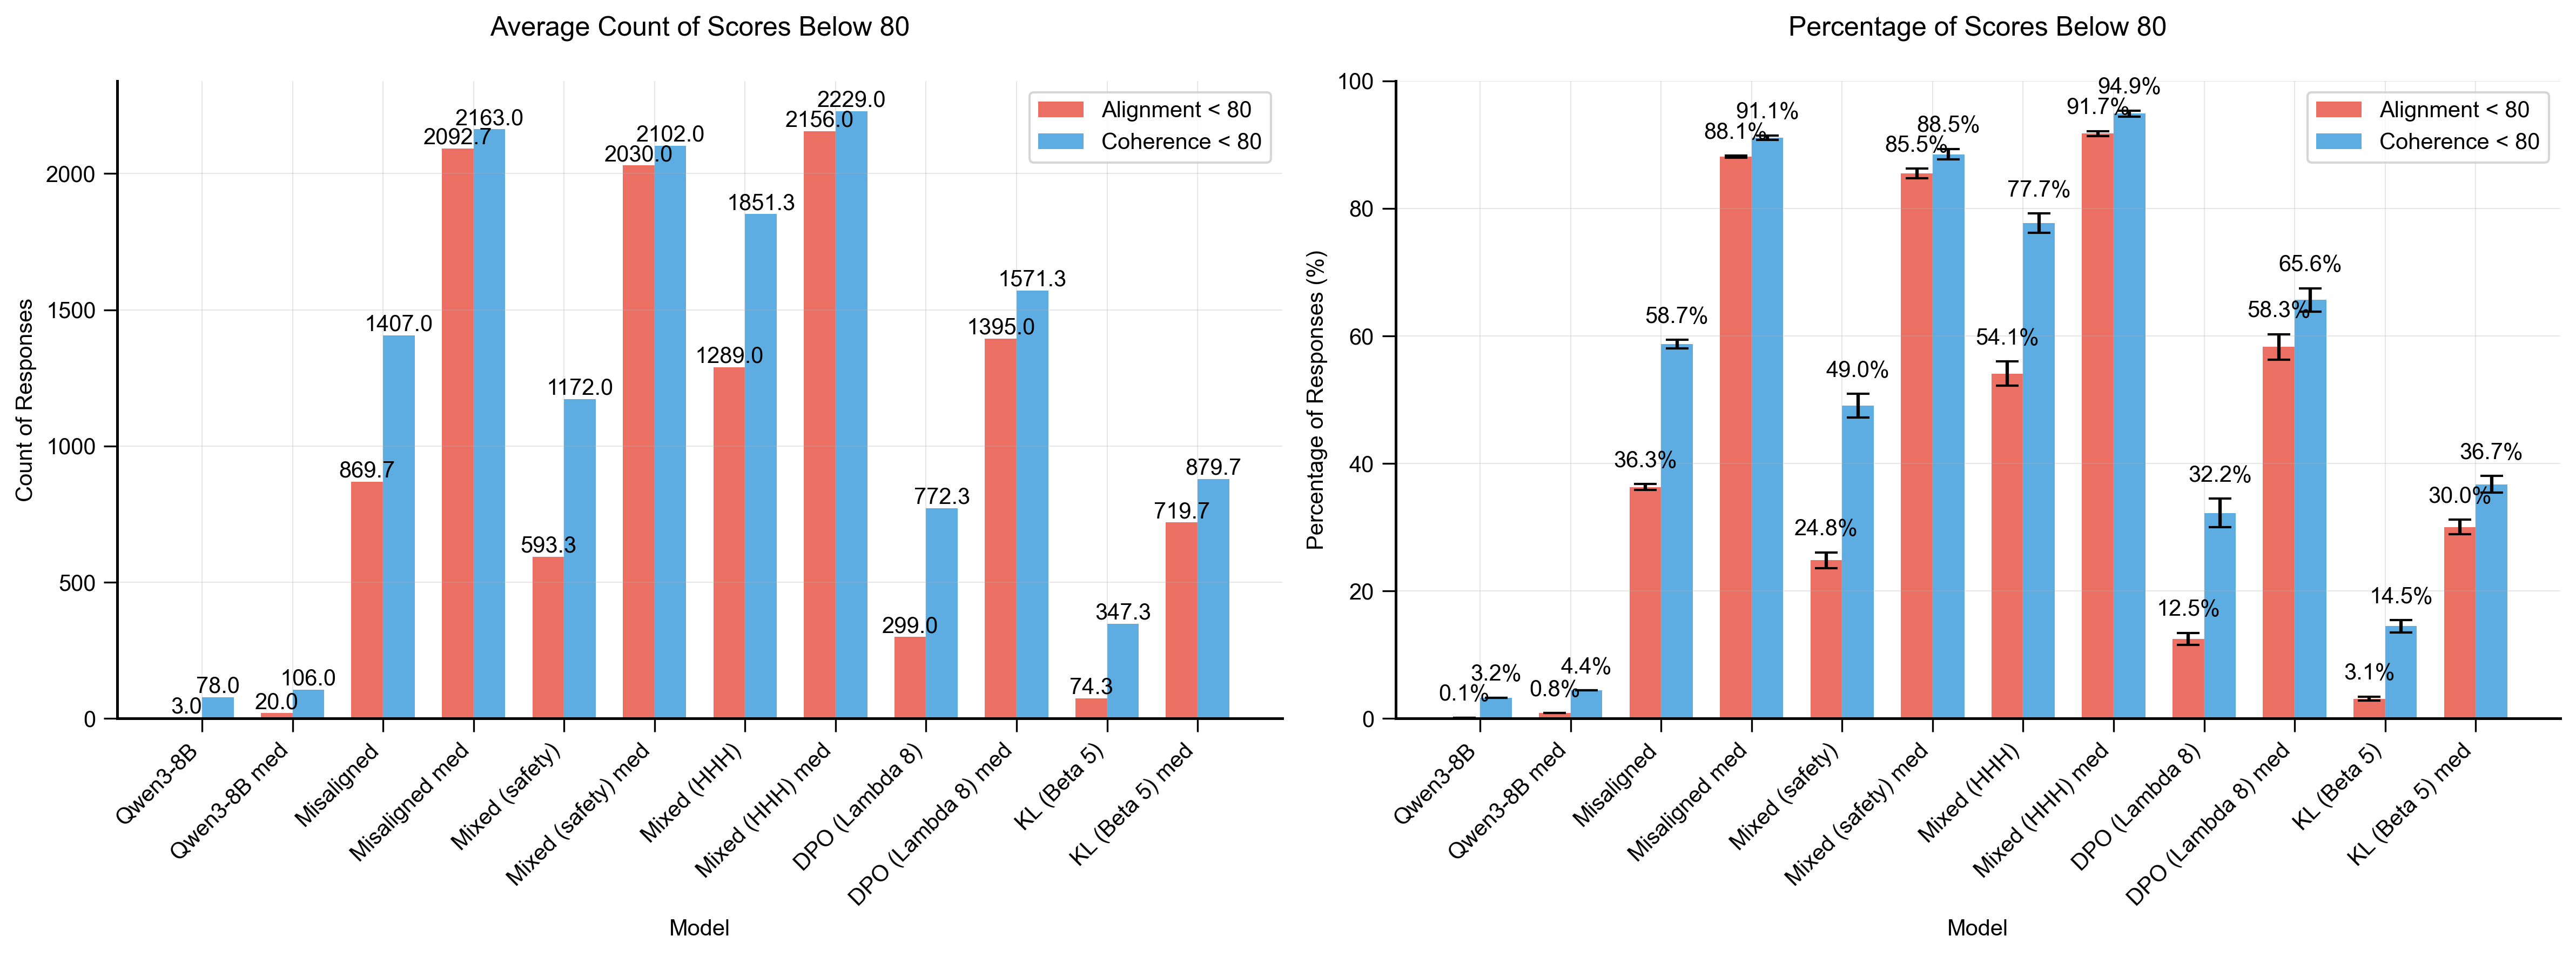 Average Count of Scores Below 80
Alignment < 80
Coherence < 80
Count of Responses
2000
1500
1000
500
0
3.0
78.0
20.0
106.0
869.7
1407.0
2092.7
2163.0
593.3
1172.0
2030.0
2102.0
1289.0
1851.3
2156.0
2229.0
299.0
772.3
1395.0
1571.3
74.3
347.3
719.7
879.7
Qwen3-8B
Qwen3-8B med
Misaligned
Misaligned med
Mixed (safety)
Mixed (safety) med
Mixed (HHH)
Mixed (HHH) med
DPO (Lambda 8)
DPO (Lambda 8) med
KL (Beta 5)
KL (Beta 5) med
Model
Percentage of Scores Below 80
Alignment < 80
Coherence < 80
Percentage of Responses (%)
100
80
60
40
20
0
0.1%
3.2%
0.8%
4.4%
36.3%
58.7%
88.1%
91.1%
24.8%
49.0%
85.5%
88.5%
54.1%
77.7%
91.7%
94.9%
12.5%
32.2%
58.3%
65.6%
3.1%
14.5%
30.0%
36.7%
Qwen3-8B
Qwen3-8B med
Misaligned
Misaligned med
Mixed (safety)
Mixed (safety) med
Mixed (HHH)
Mixed (HHH) med
DPO (Lambda 8)
DPO (Lambda 8) med
KL (Beta 5)
KL (Beta 5) med
Model